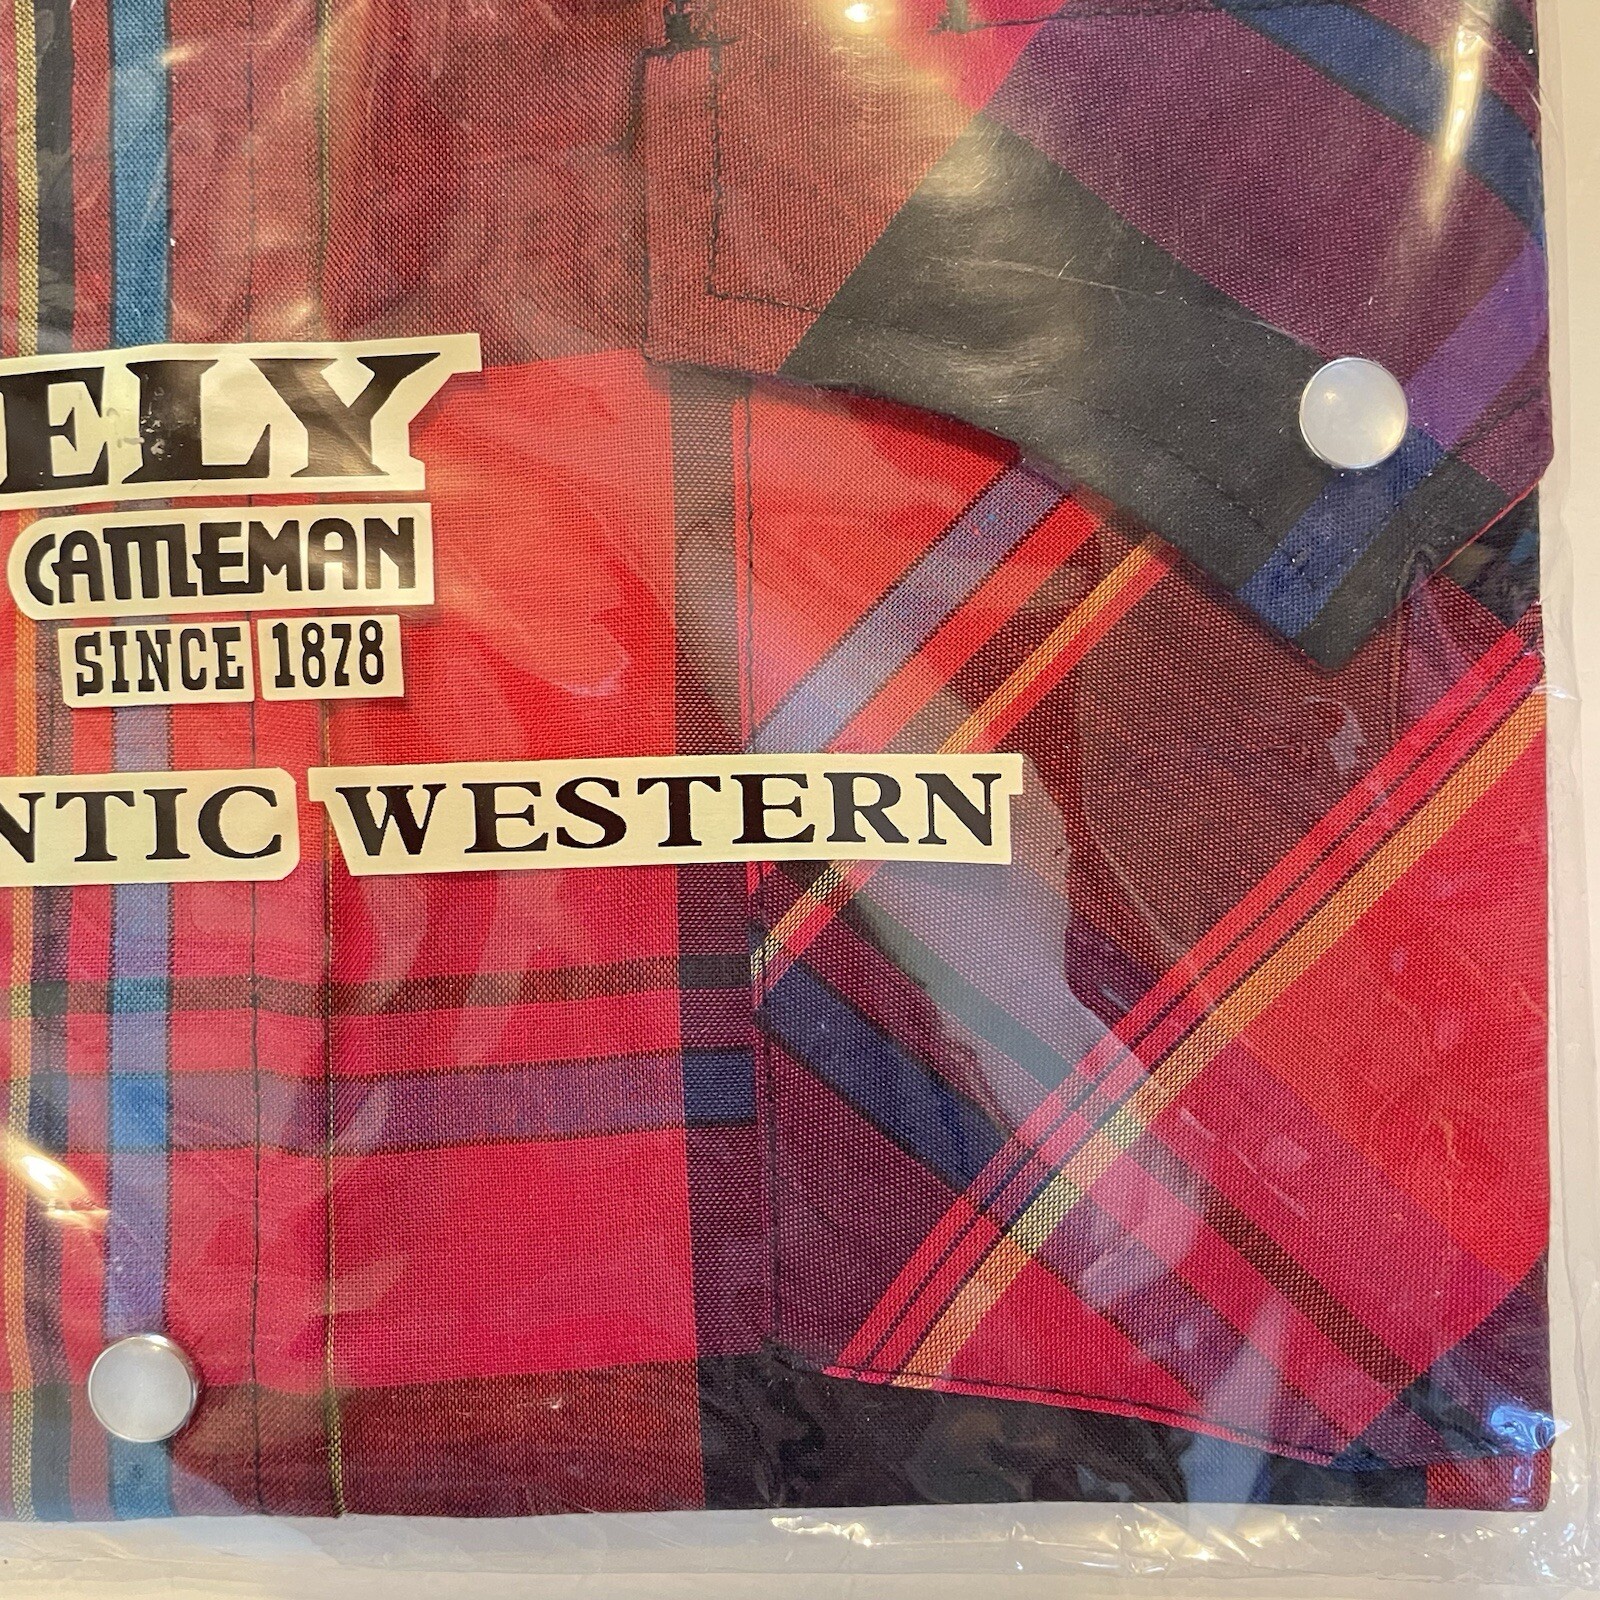 ELY
CATTLEMAN
SINCE 1878
NTIC WESTERN